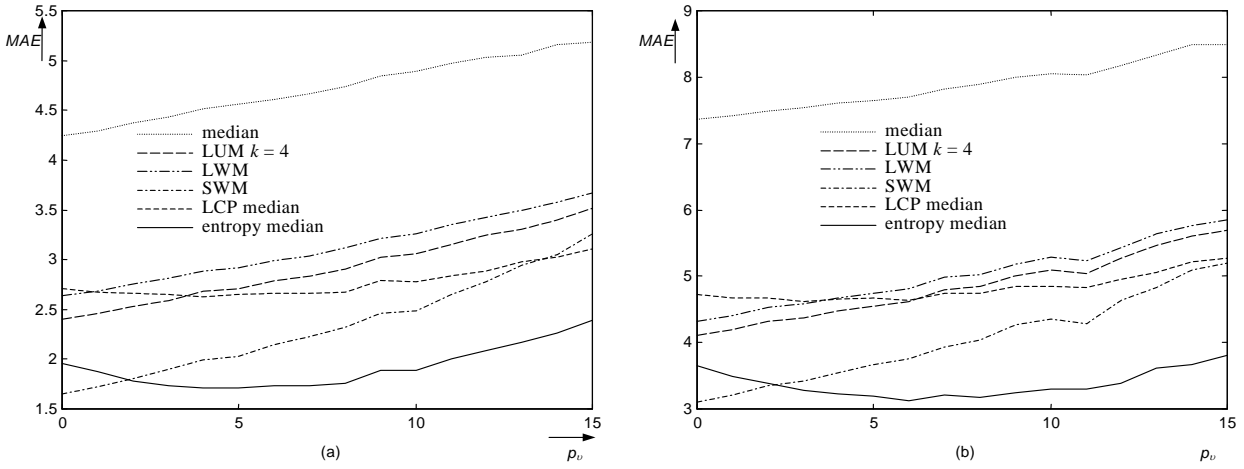 5.5
MAE
5
4.5
4
3.5
3
2.5
2
1.5
0
5
10
15
median
LUM k = 4
LWM
SWM
LCP median
entropy median
(a)
pυ
9
MAE
8
7
6
5
4
3
0
5
10
15
median
LUM k = 4
LWM
SWM
LCP median
entropy median
(b)
pυ